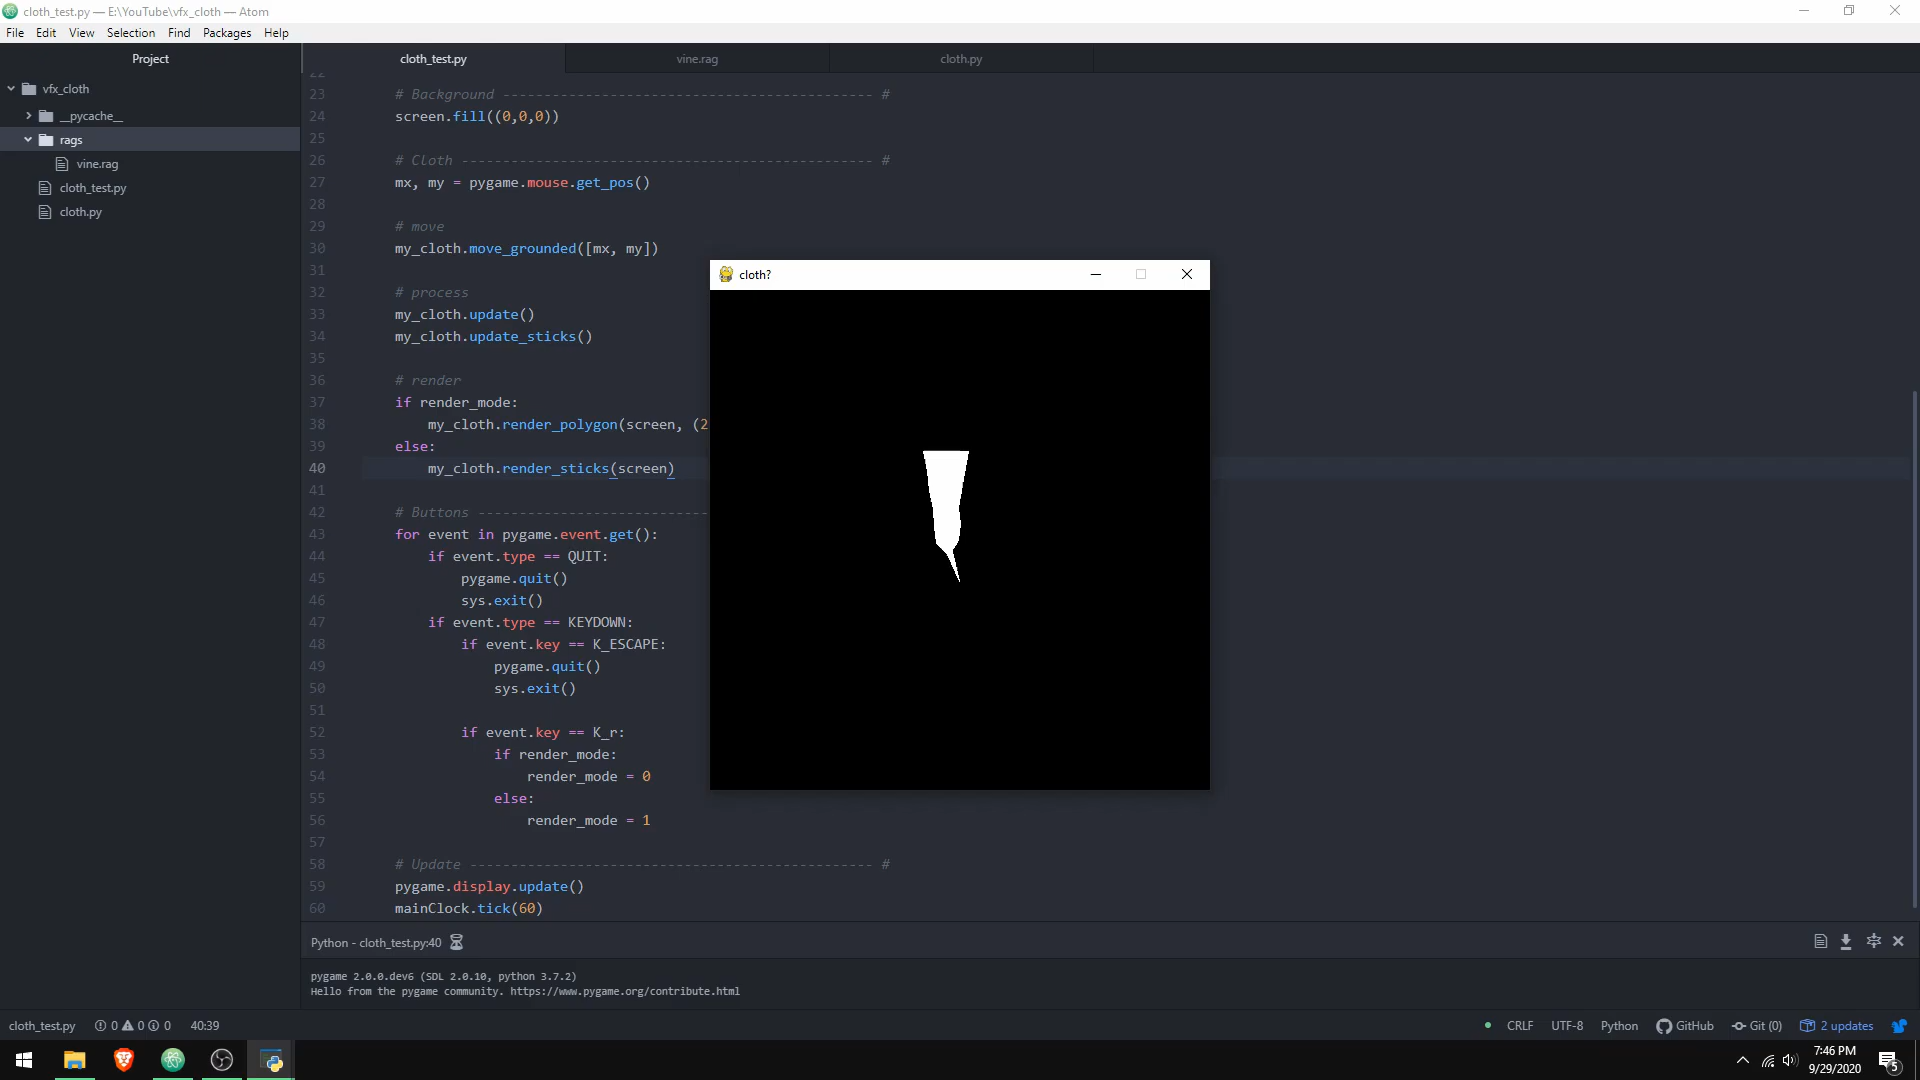 cloth_test.py — E:\YouTube\vfx_cloth — Atom
File Edit View Selection Find Packages Help
Project
vfx_cloth
__pycache__
rags
vine.rag
cloth_test.py
cloth.py
cloth_test.py vine.rag cloth.py
22
23 # Background --------------------------------------------- #
24 screen.fill((0,0,0))
25
26 # Cloth -------------------------------------------------- #
27 mx, my = pygame.mouse.get_pos()
28
29 # move
30 my_cloth.move_grounded([mx, my])
31
32 # process
33 my_cloth.update()
34 my_cloth.update_sticks()
35
36 # render
37 if render_mode:
38 my_cloth.render_polygon(screen, (2
39 else:
40 my_cloth.render_sticks(screen)
41
42 # Buttons ----------------------------
43 for event in pygame.event.get():
44 if event.type == QUIT:
45 pygame.quit()
46 sys.exit()
47 if event.type == KEYDOWN:
48 if event.key == K_ESCAPE:
49 pygame.quit()
50 sys.exit()
51
52 if event.key == K_r:
53 if render_mode:
54 render_mode = 0
55 else:
56 render_mode = 1
57
58 # Update ------------------------------------------------- #
59 pygame.display.update()
60 mainClock.tick(60)
cloth?
Python - cloth_test.py:40
pygame 2.0.0.dev6 (SDL 2.0.10, python 3.7.2)
Hello from the pygame community. https://www.pygame.org/contribute.html
cloth_test.py 0 0 0 40:39
CRLF UTF-8 Python GitHub Git (0) 2 updates
7:46 PM
9/29/2020
5